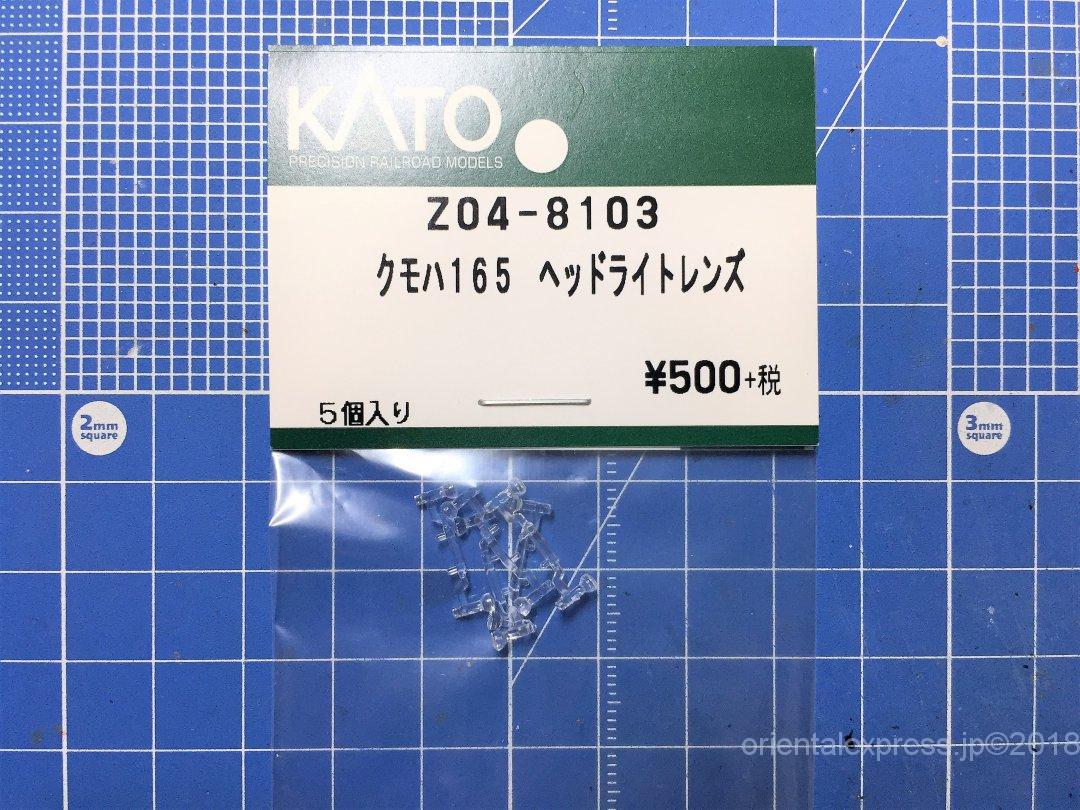 KATO
PRECISION RAILROAD MODELS
Z04-8103
クモハ165 ヘッドライトレンズ
¥500+税
5個入り
2mm
square
3mm
square
orientalexpress.jp©2018